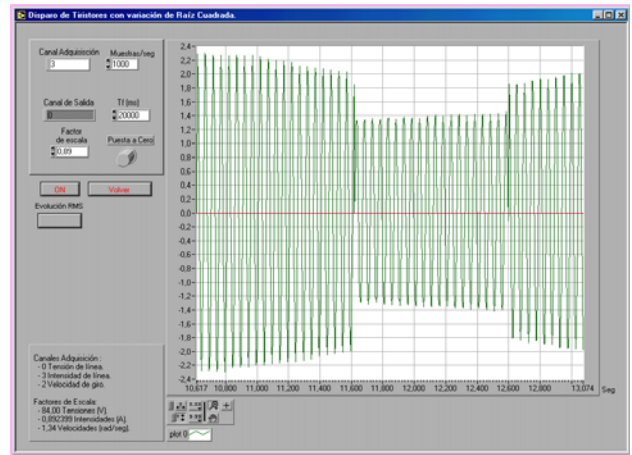 Disparo de Tiristores con variación de Raíz Cuadrada.
Canal Adquisición
Muestras/seg
3
1000
Canal de Salida
Tf (ms)
0
20000
Factor
de escala
Puesta a Cero
0,89
ON
Volver
Evolución RMS
Canales Adquisición :
- 0 Tensión de línea.
- 3 Intensidad de línea.
- 2 Velocidad de giro.
Factores de Escala:
- 84,00 Tensiones (V).
- 0,892399 Intensidades (A).
- 1,34 Velocidades (rad/seg).
2,4
2,2
2,0
1,8
1,6
1,4
1,2
1,0
0,8
0,6
0,4
0,2
0,0
-0,2
-0,4
-0,6
-0,8
-1,0
-1,2
-1,4
-1,6
-1,8
-2,0
-2,2
-2,4
10,617 10,800 11,000 11,200 11,400 11,600 11,800 12,000 12,200 12,400 12,600 12,800 13,074
Seg
plot 0